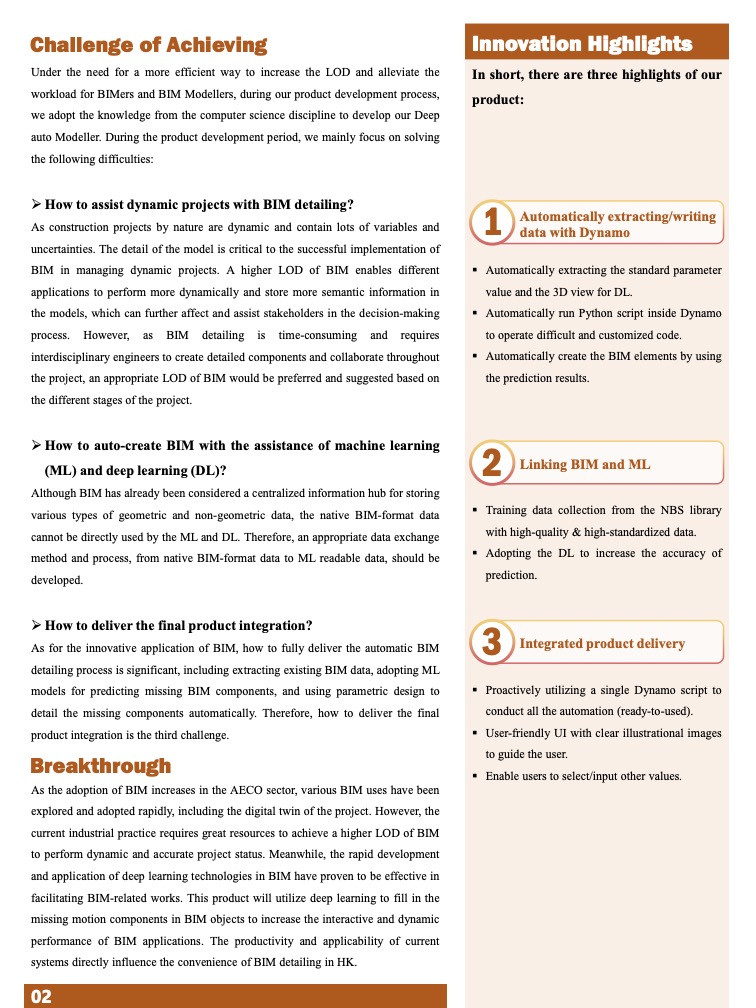 Challenge of Achieving
Under the need for a more efficient way to increase the LOD and alleviate the
workload for BIMers and BIM Modellers, during our product development process,
we adopt the knowledge from the computer science discipline to develop our Deep
auto Modeller. During the product development period, we mainly focus on solving
the following difficulties:
➢ How to assist dynamic projects with BIM detailing?
As construction projects by nature are dynamic and contain lots of variables and
uncertainties. The detail of the model is critical to the successful implementation of
BIM in managing dynamic projects. A higher LOD of BIM enables different
applications to perform more dynamically and store more semantic information in
the models, which can further affect and assist stakeholders in the decision-making
process. However, as BIM detailing is time-consuming and requires
interdisciplinary engineers to create detailed components and collaborate throughout
the project, an appropriate LOD of BIM would be preferred and suggested based on
the different stages of the project.
➢ How to auto-create BIM with the assistance of machine learning
(ML) and deep learning (DL)?
Although BIM has already been considered a centralized information hub for storing
various types of geometric and non-geometric data, the native BIM-format data
cannot be directly used by the ML and DL. Therefore, an appropriate data exchange
method and process, from native BIM-format data to ML readable data, should be
developed.
➢ How to deliver the final product integration?
As for the innovative application of BIM, how to fully deliver the automatic BIM
detailing process is significant, including extracting existing BIM data, adopting ML
models for predicting missing BIM components, and using parametric design to
detail the missing components automatically. Therefore, how to deliver the final
product integration is the third challenge.
Breakthrough
As the adoption of BIM increases in the AECO sector, various BIM uses have been
explored and adopted rapidly, including the digital twin of the project. However, the
current industrial practice requires great resources to achieve a higher LOD of BIM
to perform dynamic and accurate project status. Meanwhile, the rapid development
and application of deep learning technologies in BIM have proven to be effective in
facilitating BIM-related works. This product will utilize deep learning to fill in the
missing motion components in BIM objects to increase the interactive and dynamic
performance of BIM applications. The productivity and applicability of current
systems directly influence the convenience of BIM detailing in HK.
02
Innovation Highlights
In short, there are three highlights of our
product:
1
Automatically extracting/writing
data with Dynamo
▪ Automatically extracting the standard parameter
value and the 3D view for DL.
▪ Automatically run Python script inside Dynamo
to operate difficult and customized code.
▪ Automatically create the BIM elements by using
the prediction results.
2
Linking BIM and ML
▪ Training data collection from the NBS library
with high-quality & high-standardized data.
▪ Adopting the DL to increase the accuracy of
prediction.
3
Integrated product delivery
▪ Proactively utilizing a single Dynamo script to
conduct all the automation (ready-to-used).
▪ User-friendly UI with clear illustrational images
to guide the user.
▪ Enable users to select/input other values.